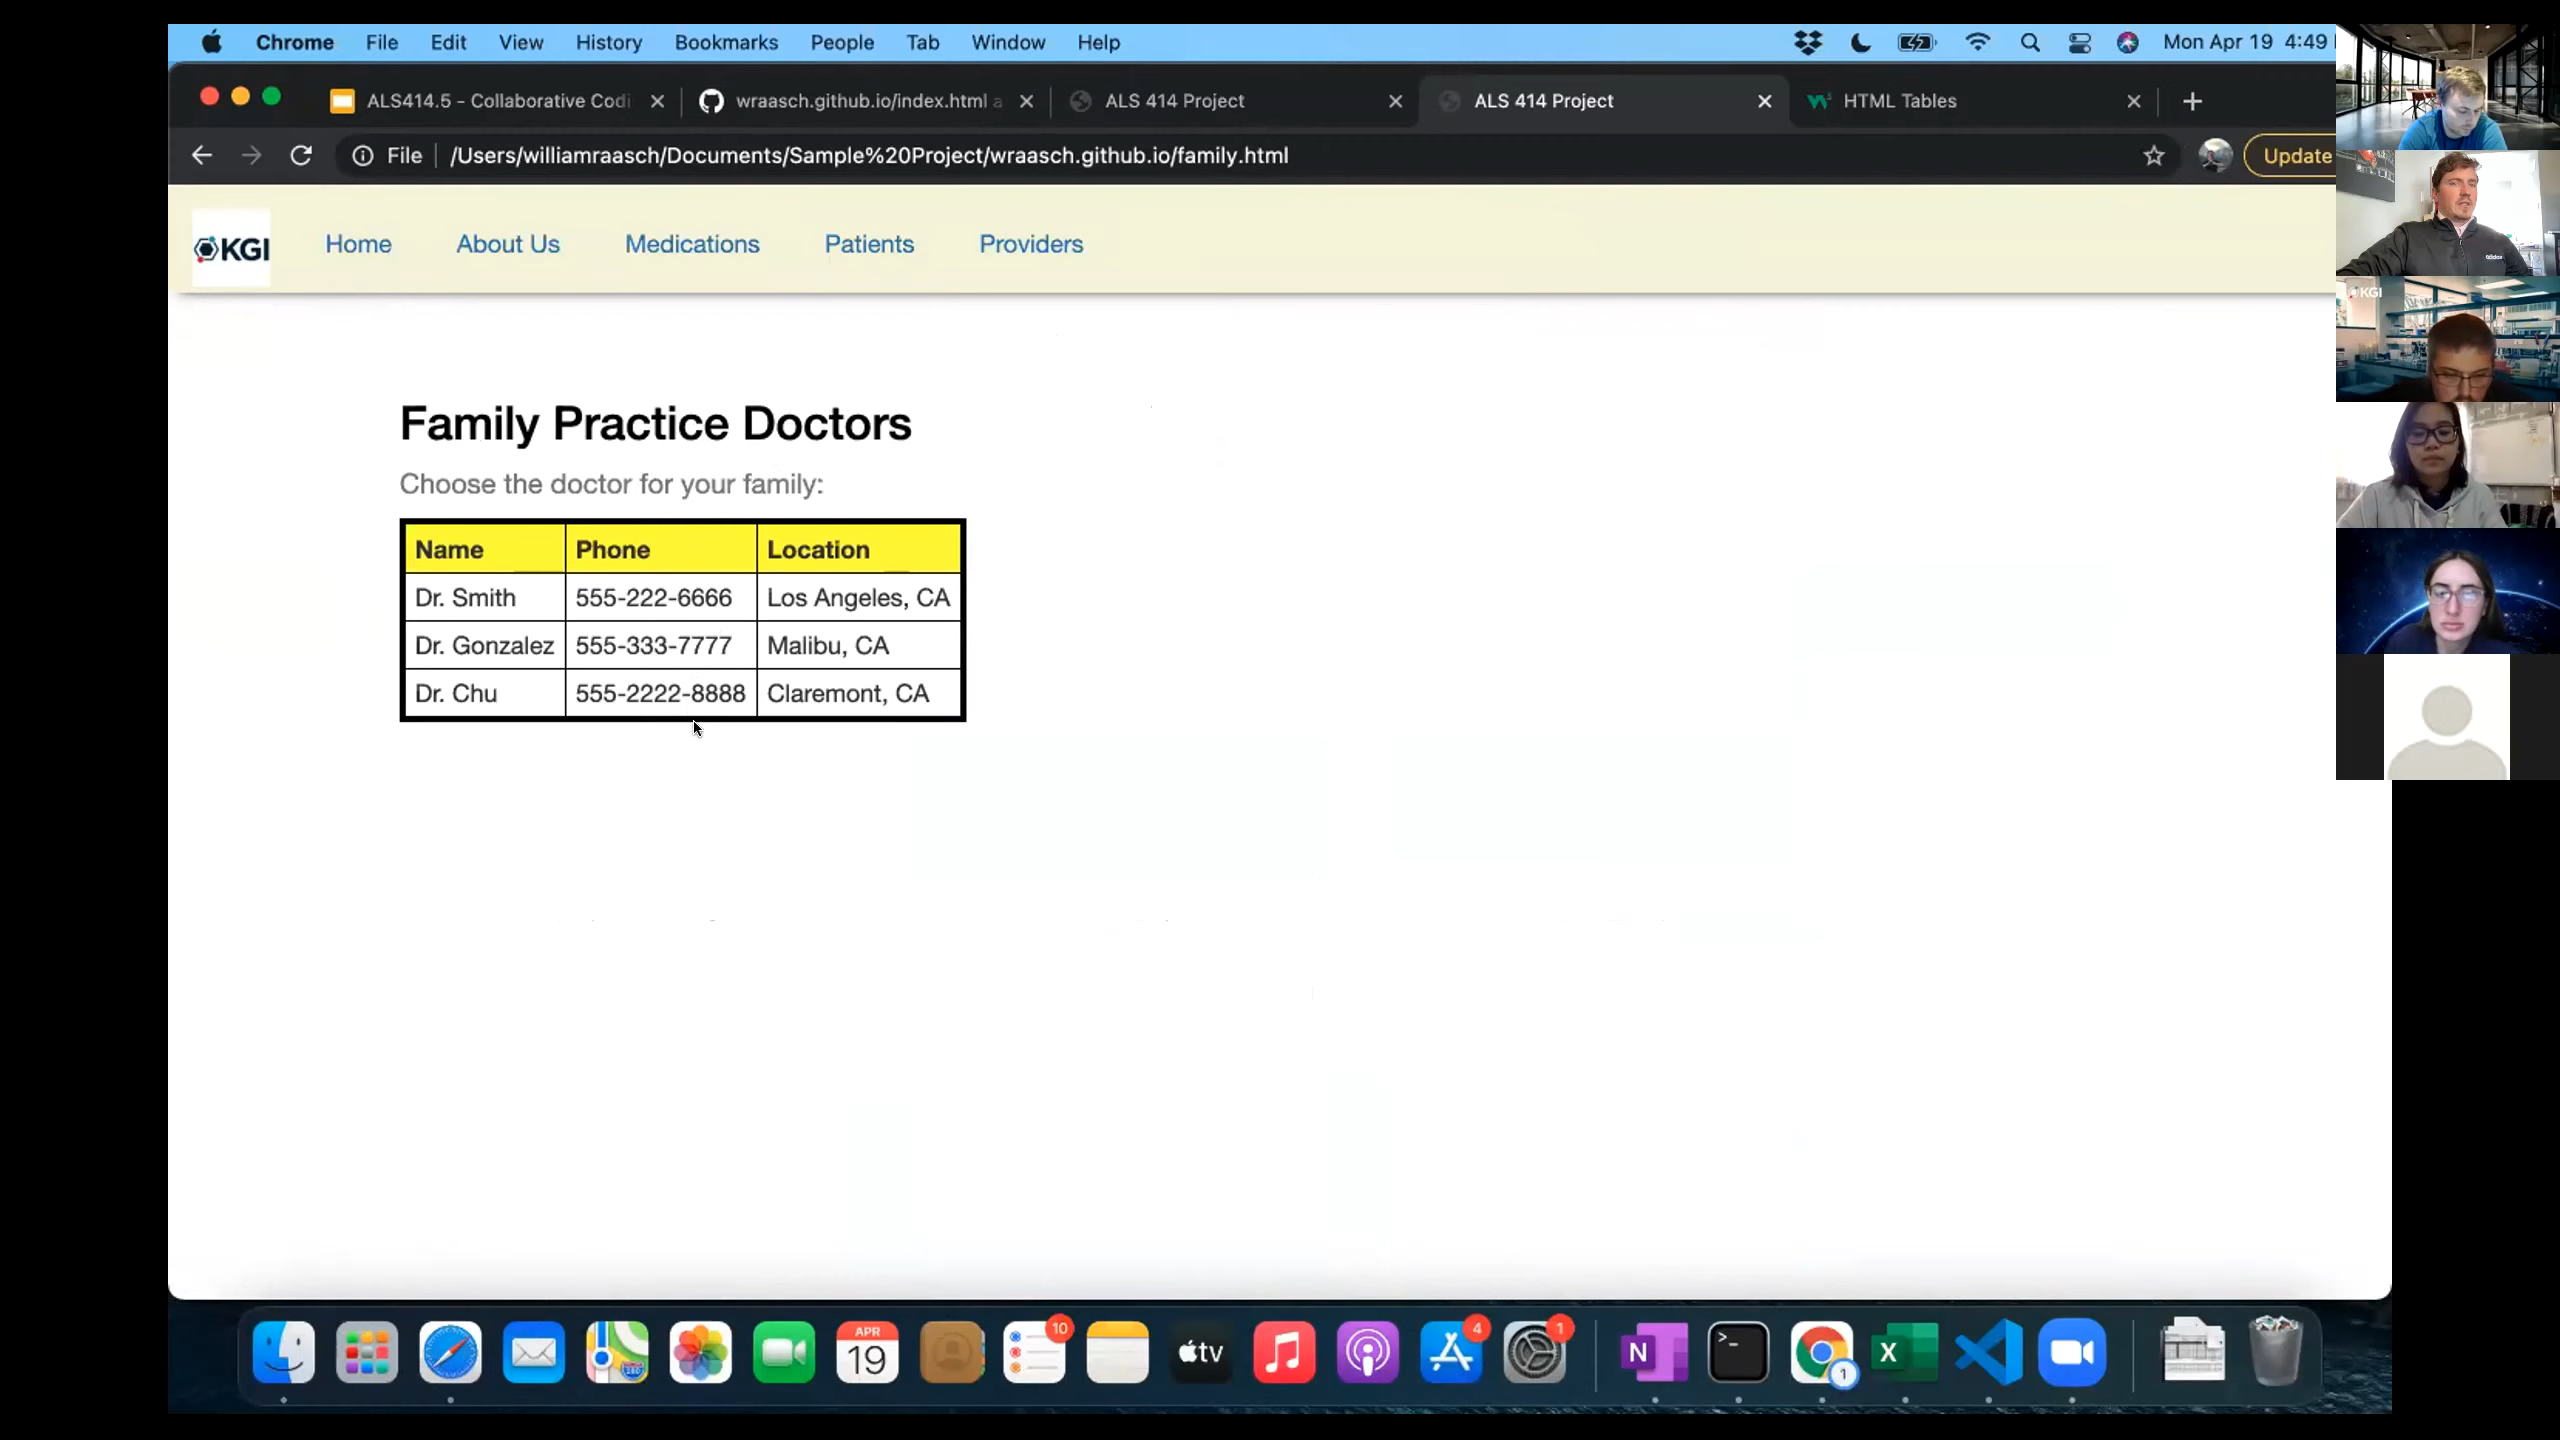 Chrome File Edit View History Bookmarks People Tab Window Help Mon Apr 19 4:49
ALS414.5 - Collaborative Codi wraasch.github.io/index.html a ALS 414 Project ALS 414 Project HTML Tables
File /Users/williamraasch/Documents/Sample%20Project/wraasch.github.io/family.html Update
KGI Home About Us Medications Patients Providers
KGI
Family Practice Doctors
Choose the doctor for your family:
Name Phone Location
Dr. Smith 555-222-6666 Los Angeles, CA
Dr. Gonzalez 555-333-7777 Malibu, CA
Dr. Chu 555-2222-8888 Claremont, CA
10 4 1
APR
19
tv
N
>_
X
1